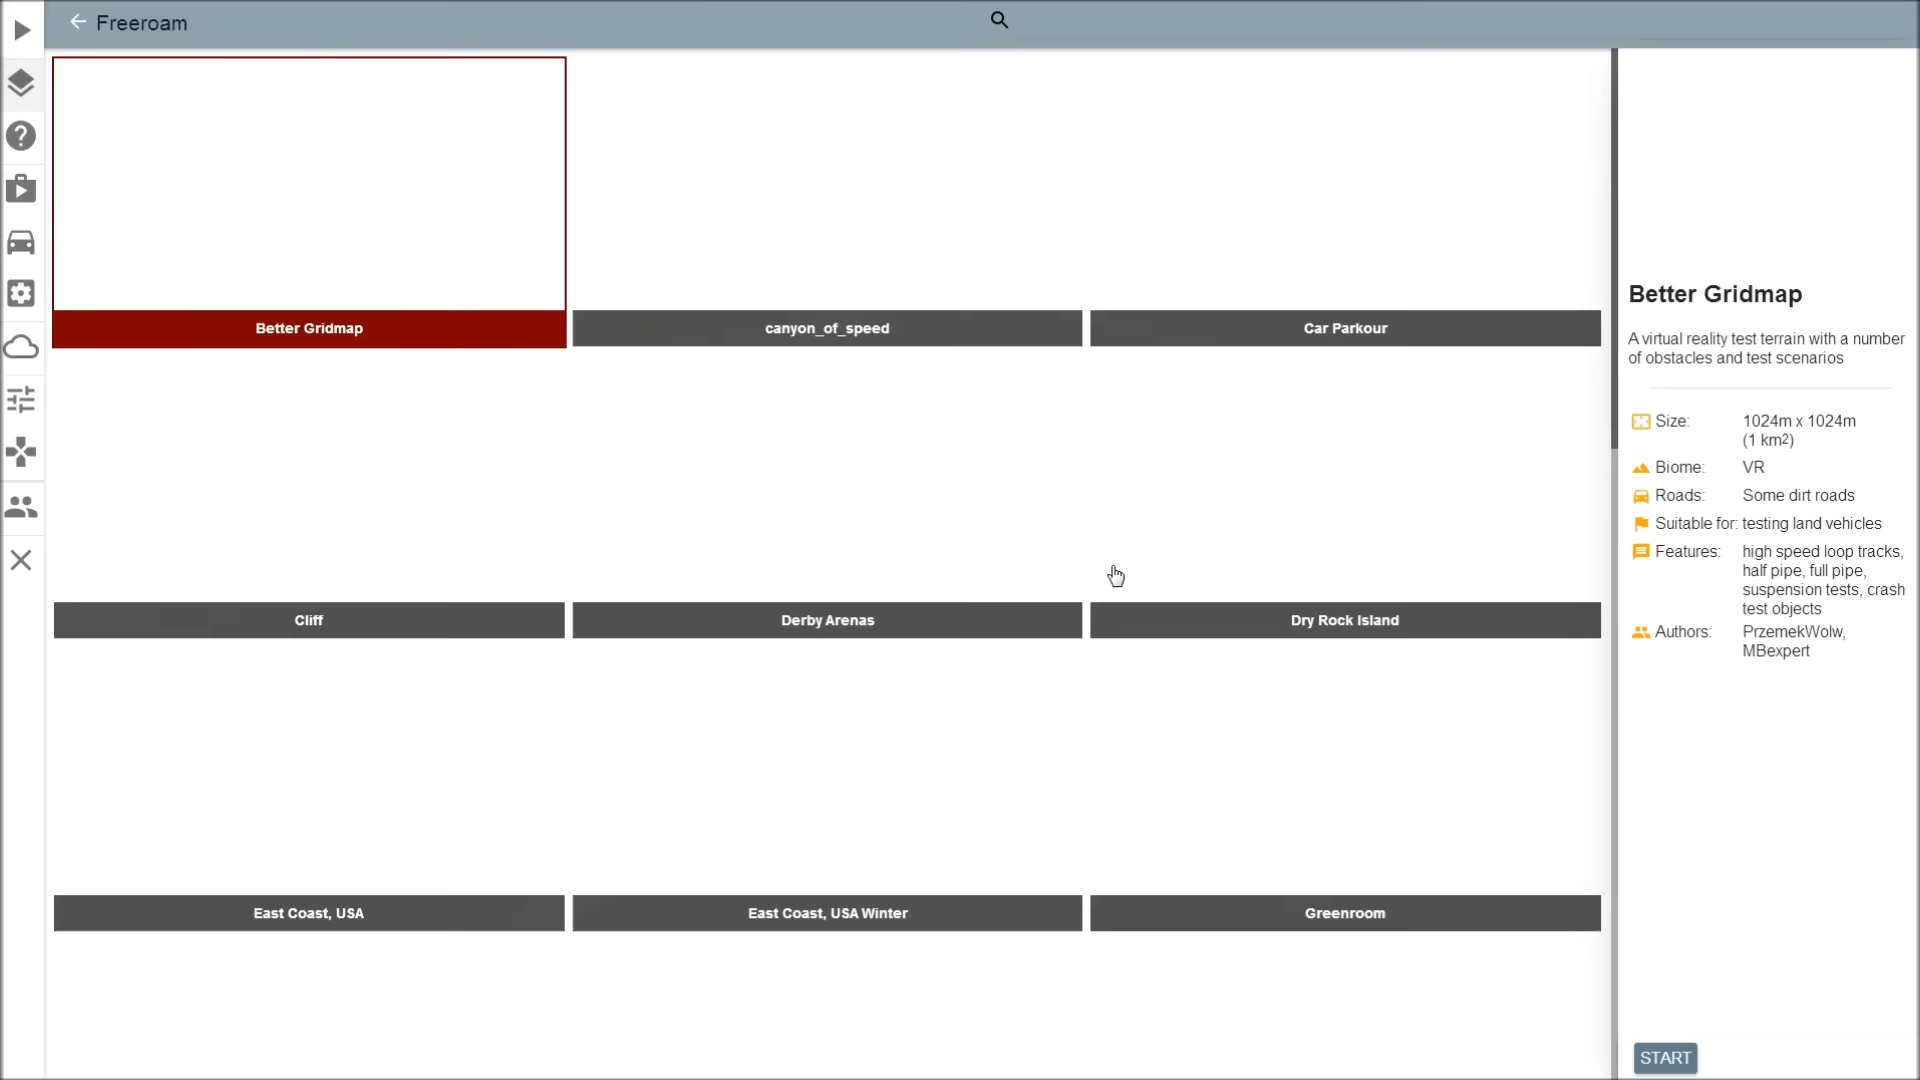 Freeroam
Better Gridmap
canyon_of_speed
Car Parkour
Cliff
Derby Arenas
Dry Rock Island
East Coast, USA
East Coast, USA Winter
Greenroom
Better Gridmap
A virtual reality test terrain with a number
of obstacles and test scenarios
Size: 1024m x 1024m
(1 km2)
Biome: VR
Roads: Some dirt roads
Suitable for: testing land vehicles
Features: high speed loop tracks,
half pipe, full pipe,
suspension tests, crash
test objects
Authors: PrzemekWolw,
MBexpert
START